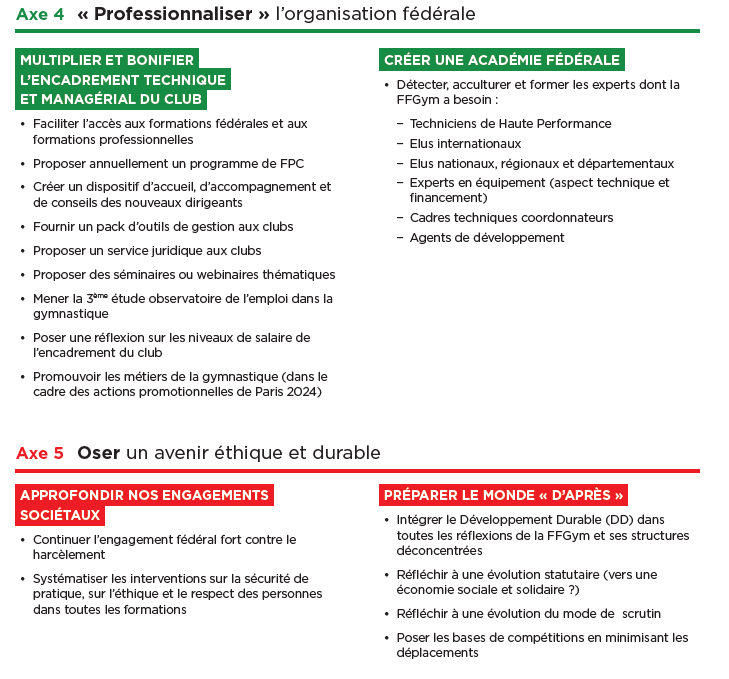 Axe 4 « Professionnaliser » l’organisation fédérale
MULTIPLIER ET BONIFIER
L’ENCADREMENT TECHNIQUE
ET MANAGÉRIAL DU CLUB
• Faciliter l’accès aux formations fédérales et aux
formations professionnelles
• Proposer annuellement un programme de FPC
• Créer un dispositif d’accueil, d’accompagnement et
de conseils des nouveaux dirigeants
• Fournir un pack d’outils de gestion aux clubs
• Proposer un service juridique aux clubs
• Proposer des séminaires ou webinaires thématiques
• Mener la 3ème étude observatoire de l’emploi dans la
gymnastique
• Poser une réflexion sur les niveaux de salaire de
l’encadrement du club
• Promouvoir les métiers de la gymnastique (dans le
cadre des actions promotionnelles de Paris 2024)
CRÉER UNE ACADÉMIE FÉDÉRALE
• Détecter, acculturer et former les experts dont la
FFGym a besoin :
– Techniciens de Haute Performance
– Elus internationaux
– Elus nationaux, régionaux et départementaux
– Experts en équipement (aspect technique et
financement)
– Cadres techniques coordonnateurs
– Agents de développement
Axe 5 Oser un avenir éthique et durable
APPROFONDIR NOS ENGAGEMENTS
SOCIÉTAUX
• Continuer l’engagement fédéral fort contre le
harcèlement
• Systématiser les interventions sur la sécurité de
pratique, sur l’éthique et le respect des personnes
dans toutes les formations
PRÉPARER LE MONDE « D’APRÈS »
• Intégrer le Développement Durable (DD) dans
toutes les réflexions de la FFGym et ses structures
déconcentrées
• Réfléchir à une évolution statutaire (vers une
économie sociale et solidaire ?)
• Réfléchir à une évolution du mode de scrutin
• Poser les bases de compétitions en minimisant les
déplacements